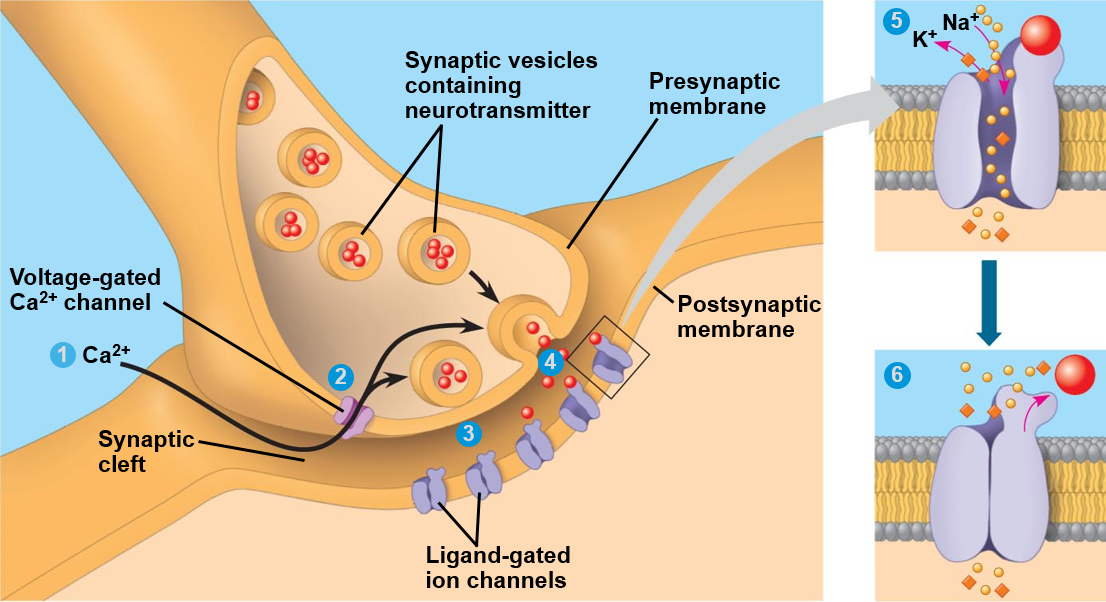 Synaptic vesicles
containing
neurotransmitter
Presynaptic
membrane
5
Na⁺
K⁺
Voltage-gated
Ca²⁺ channel
Postsynaptic
membrane
1 Ca²⁺
2
4
6
3
Synaptic
cleft
Ligand-gated
ion channels